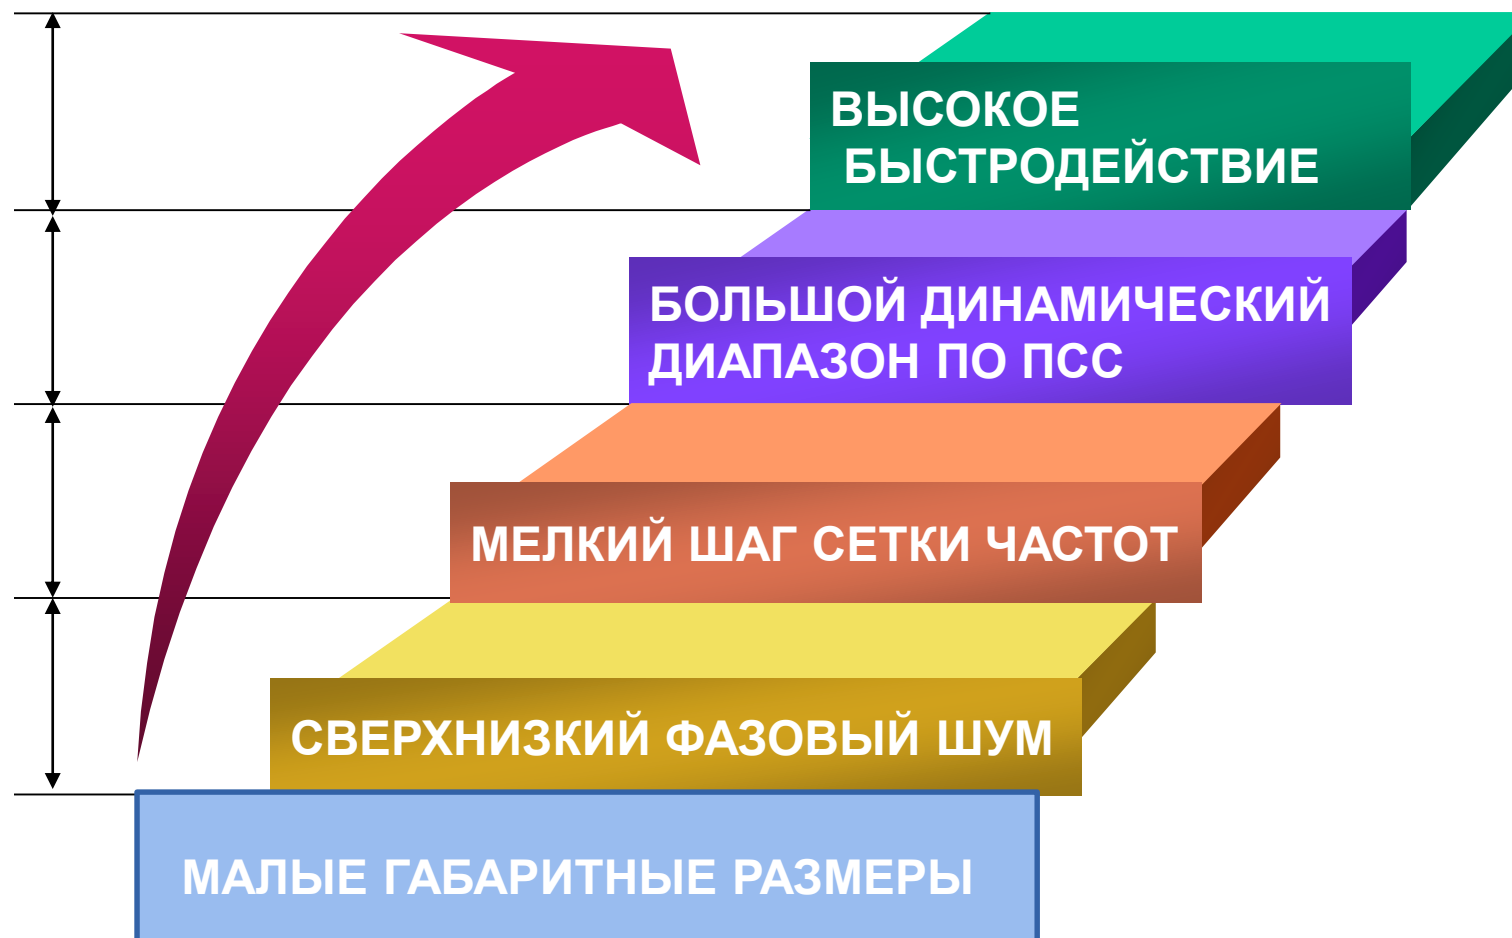 ВЫСОКОЕ
БЫСТРОДЕЙСТВИЕ
БОЛЬШОЙ ДИНАМИЧЕСКИЙ
ДИАПАЗОН ПО ПСС
МЕЛКИЙ ШАГ СЕТКИ ЧАСТОТ
СВЕРХНИЗКИЙ ФАЗОВЫЙ ШУМ
МАЛЫЕ ГАБАРИТНЫЕ РАЗМЕРЫ